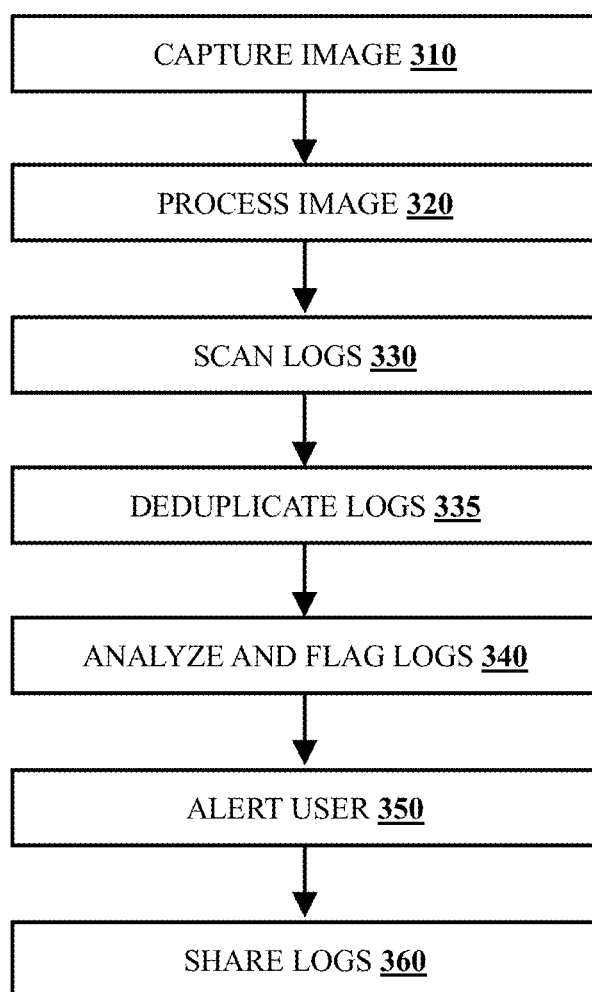 CAPTURE IMAGE 310
PROCESS IMAGE 320
SCAN LOGS 330
DEDUPLICATE LOGS 335
ANALYZE AND FLAG LOGS 340
ALERT USER 350
SHARE LOGS 360